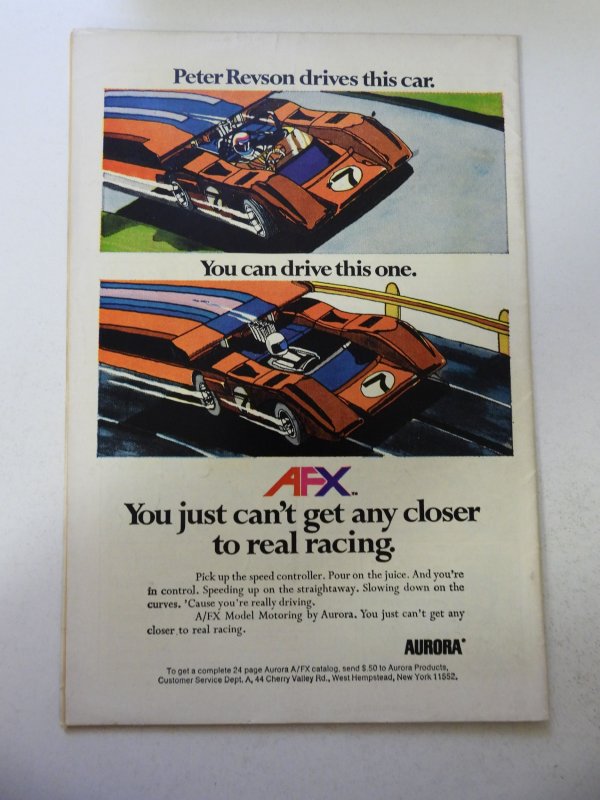 Peter Revson drives this car.
7
You can drive this one.
7
AFX™
You just can't get any closer
to real racing.
Pick up the speed controller. Pour on the juice. And you're
in control. Speeding up on the straightaway. Slowing down on the
curves. 'Cause you're really driving.
A/FX Model Motoring by Aurora. You just can't get any
closer to real racing.
AURORA®
To get a complete 24 page Aurora A/FX catalog, send $.50 to Aurora Products,
Customer Service Dept. A, 44 Cherry Valley Rd., West Hempstead, New York 11552.